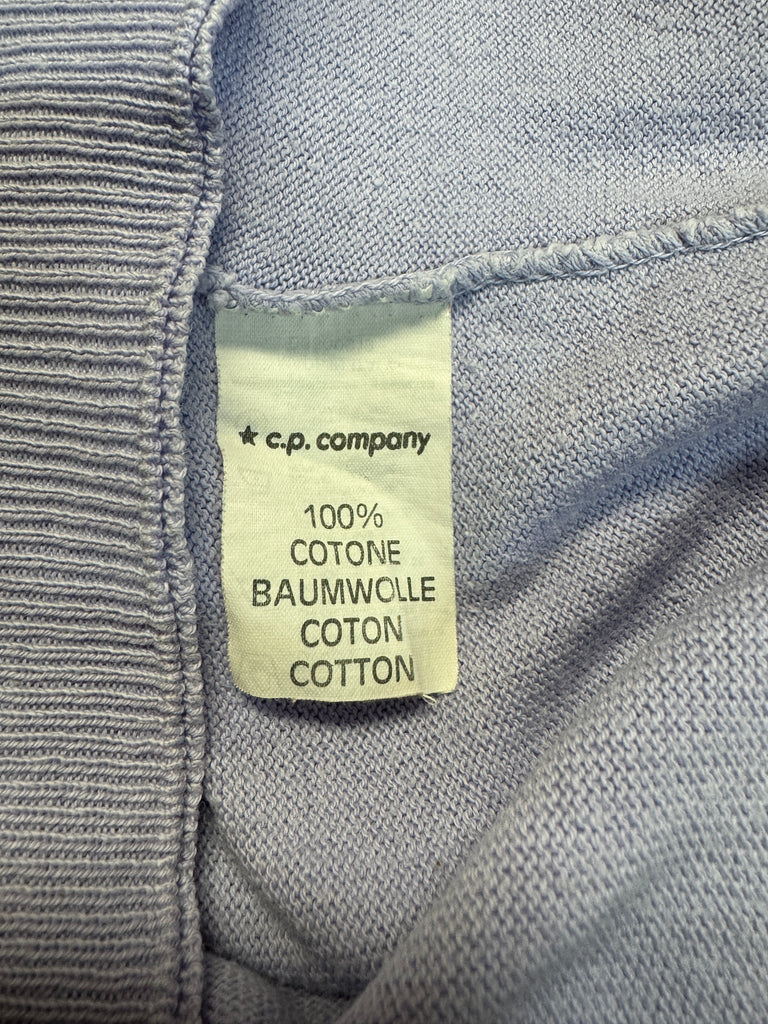 ★ c.p. company
100%
COTONE
BAUMWOLLE
COTON
COTTON